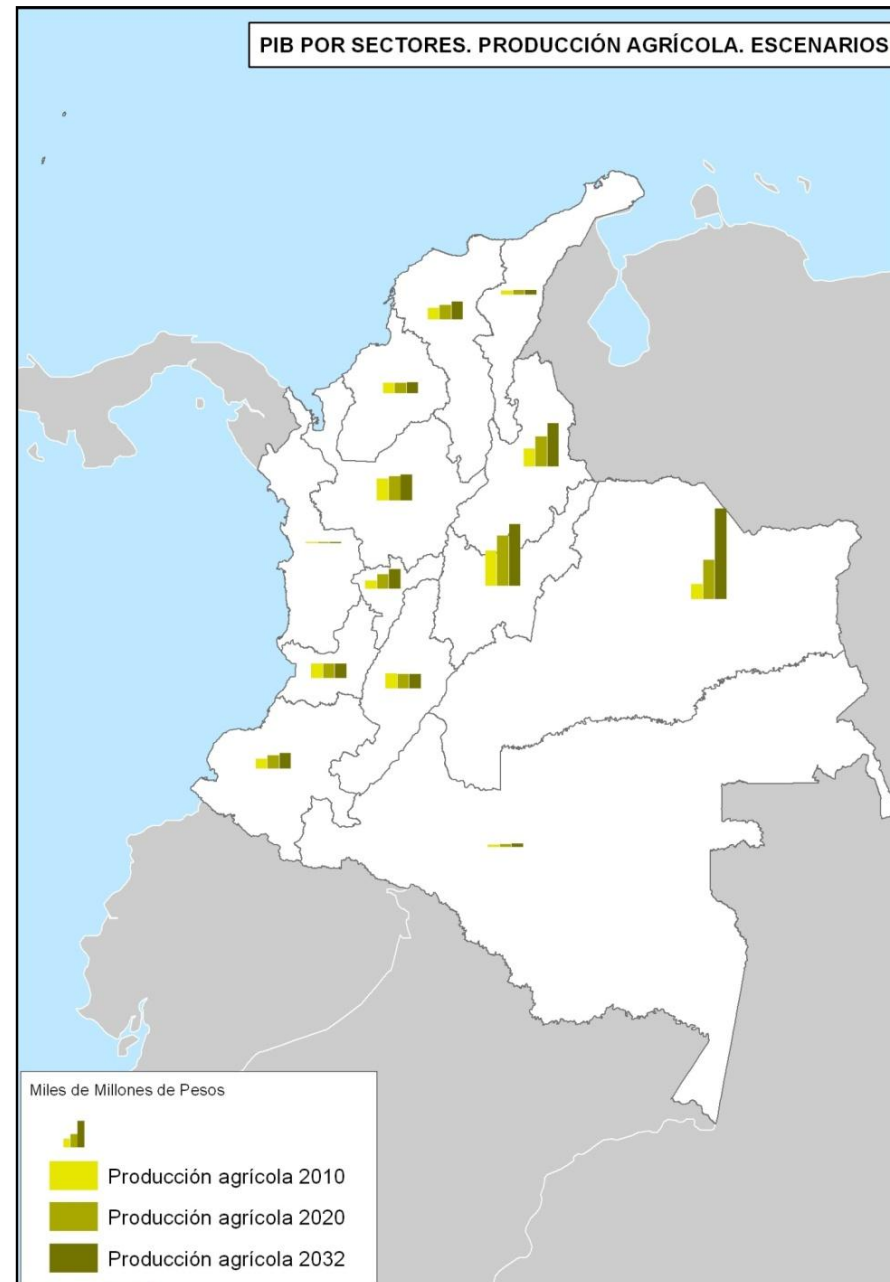 PIB POR SECTORES. PRODUCCIÓN AGRÍCOLA. ESCENARIOS
Miles de Millones de Pesos
Producción agrícola 2010
Producción agrícola 2020
Producción agrícola 2032